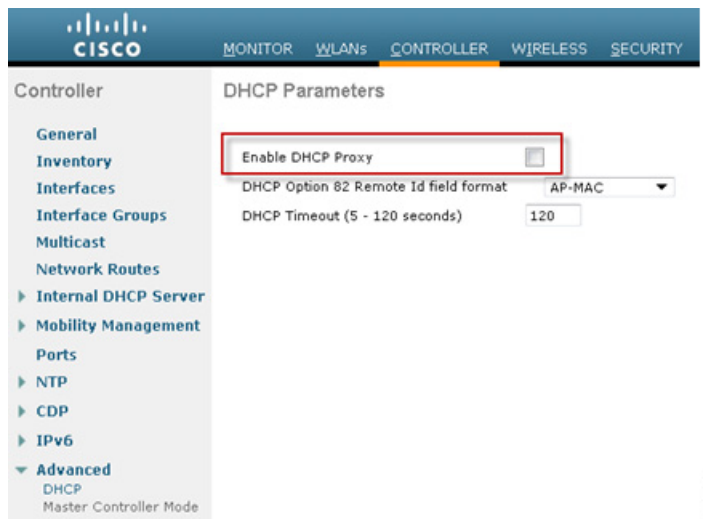 CISCO
MONITOR WLANs CONTROLLER WIRELESS SECURITY
Controller
General
Inventory
Interfaces
Interface Groups
Multicast
Network Routes
Internal DHCP Server
Mobility Management
Ports
NTP
CDP
IPv6
Advanced
DHCP
Master Controller Mode
DHCP Parameters
Enable DHCP Proxy
DHCP Option 82 Remote Id field format AP-MAC
DHCP Timeout (5 - 120 seconds) 120